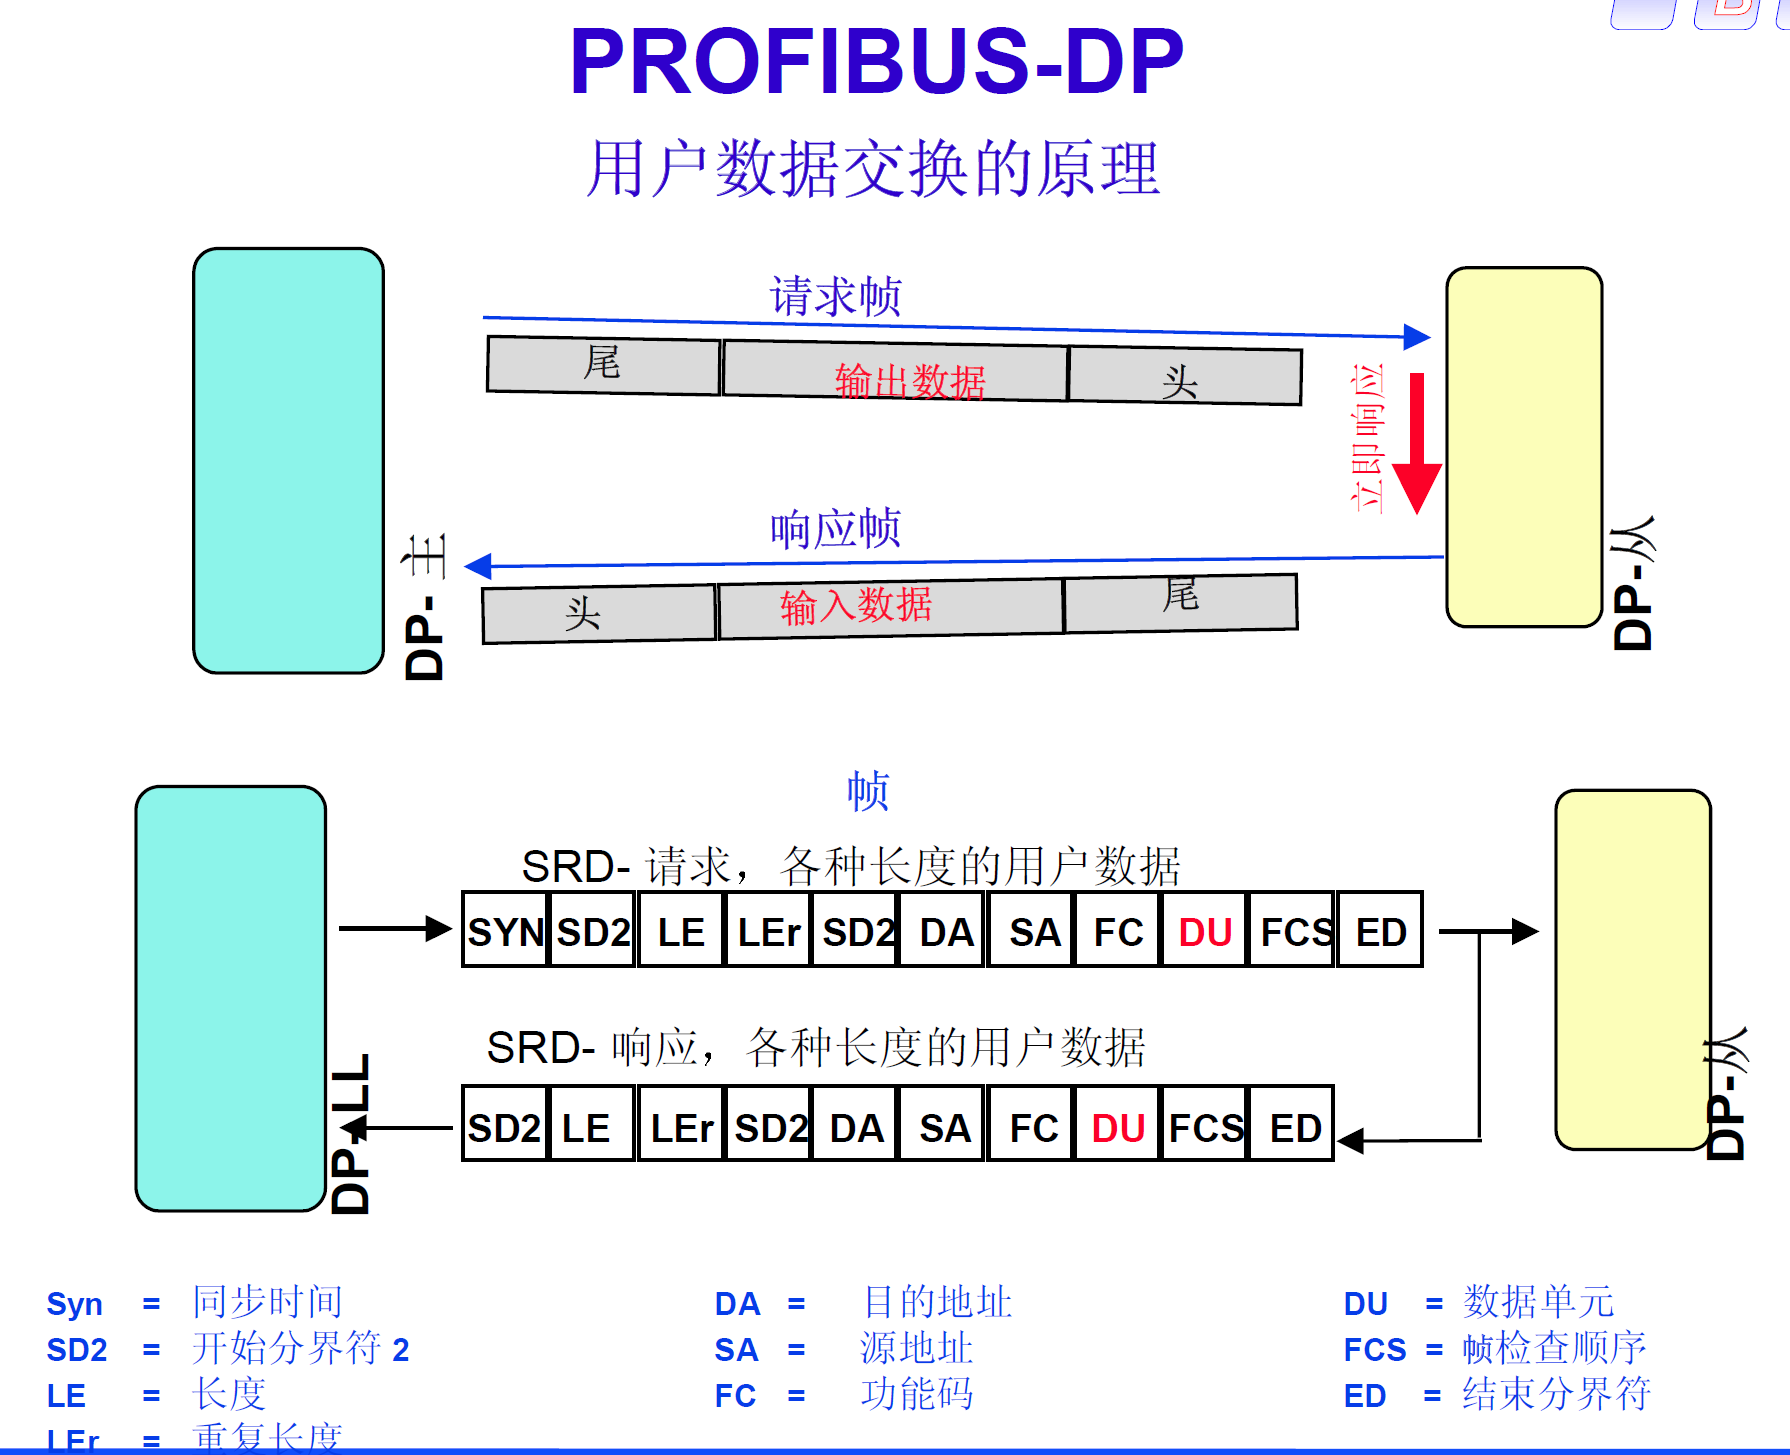 PROFIBUS-DP
用户数据交换的原理
请求帧
尾 输出数据 头
立即响应
响应帧
头 输入数据 尾
DP- 主
DP-从
帧
SRD- 请求，各种长度的用户数据
SYN SD2 LE LEr SD2 DA SA FC DU FCS ED
SRD- 响应，各种长度的用户数据
SD2 LE LEr SD2 DA SA FC DU FCS ED
DP-LL
DP-从
Syn = 同步时间 DA = 目的地址 DU = 数据单元
SD2 = 开始分界符 2 SA = 源地址 FCS = 帧检查顺序
LE = 长度 FC = 功能码 ED = 结束分界符
LEr = 重复长度